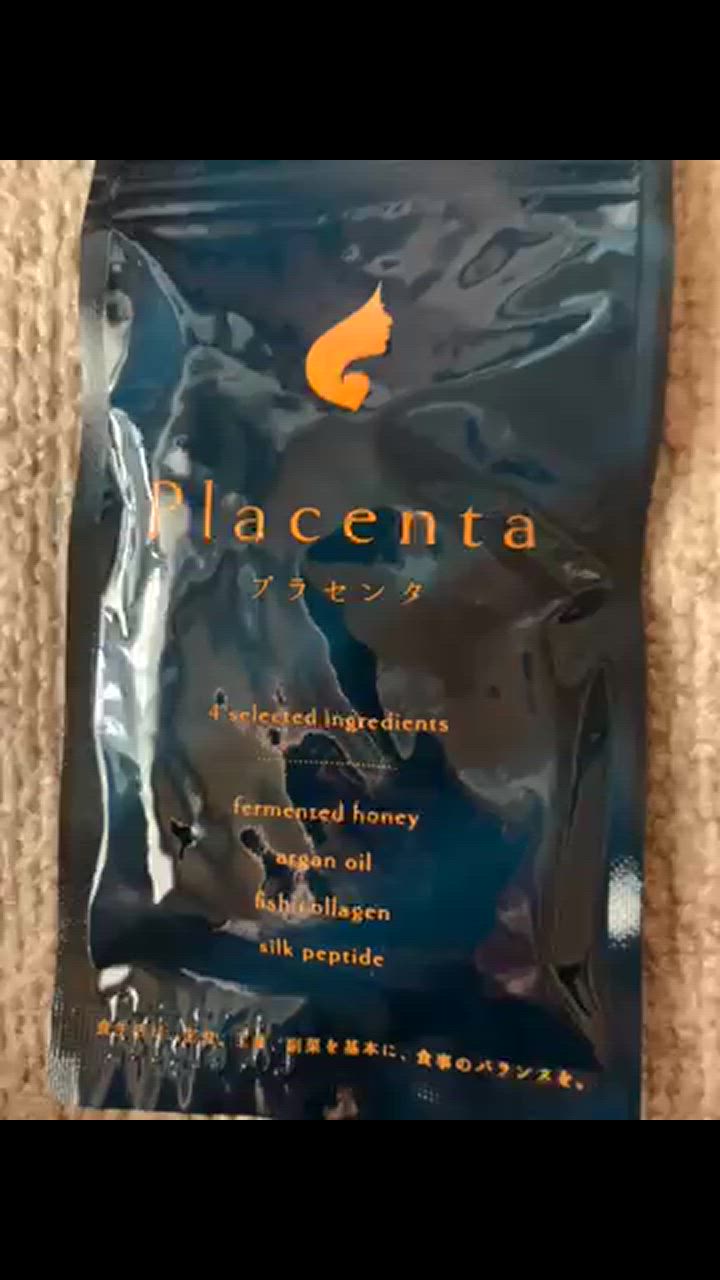 Placenta
プラセンタ
4 selected ingredients
fermented honey
argan oil
fish collagen
silk peptide
副菜を基本に、食事のバランスを。